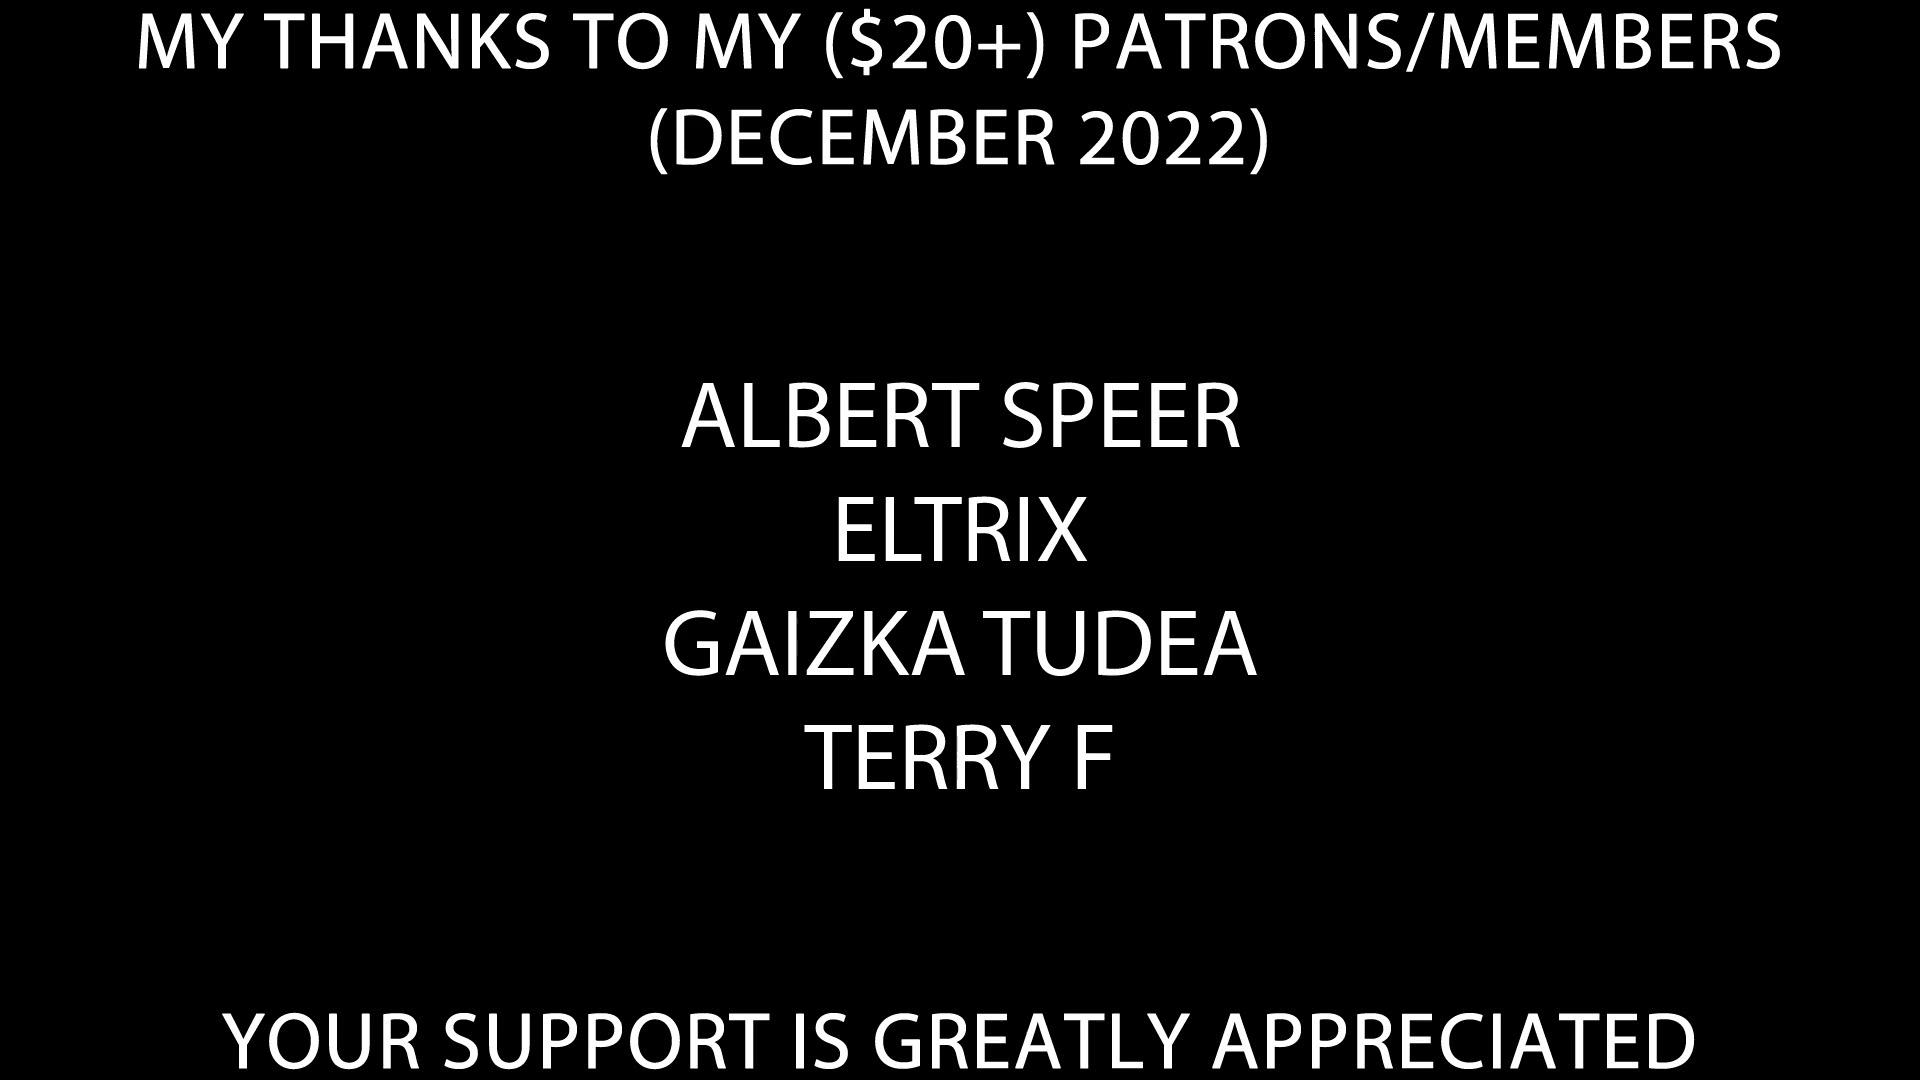 MY THANKS TO MY ($20+) PATRONS/MEMBERS
(DECEMBER 2022)
ALBERT SPEER
ELTRIX
GAIZKA TUDEA
TERRY F
YOUR SUPPORT IS GREATLY APPRECIATED